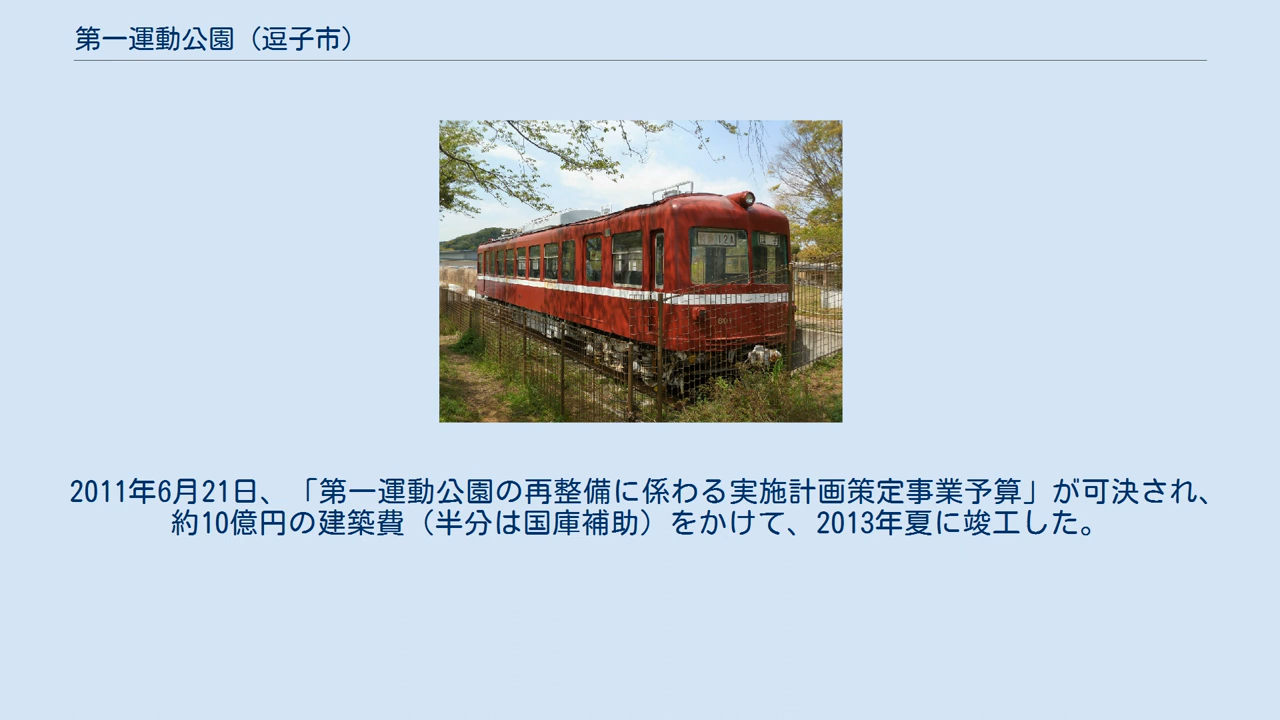 第一運動公園（逗子市）
2011年6月21日、「第一運動公園の再整備に係わる実施計画策定事業予算」が可決され、
約10億円の建築費（半分は国庫補助）をかけて、2013年夏に竣工した。